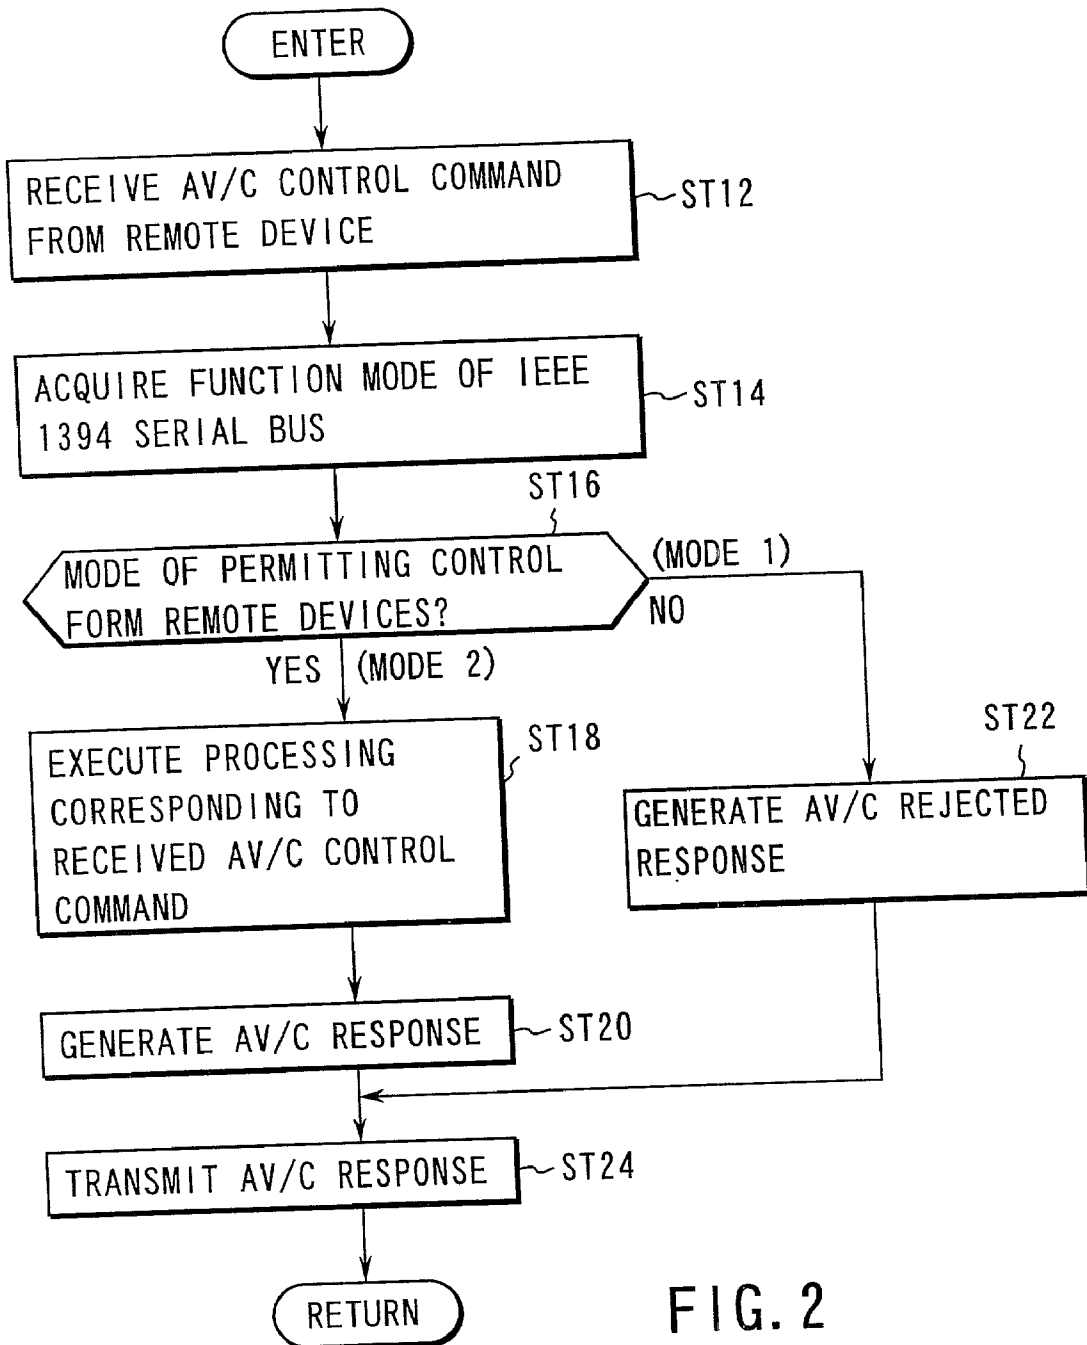 ENTER
RECEIVE AV/C CONTROL COMMAND
FROM REMOTE DEVICE
ST12
ACQUIRE FUNCTION MODE OF IEEE
1394 SERIAL BUS
ST14
ST16
MODE OF PERMITTING CONTROL
FORM REMOTE DEVICES?
(MODE 1)
NO
YES (MODE 2)
EXECUTE PROCESSING
CORRESPONDING TO
RECEIVED AV/C CONTROL
COMMAND
ST18
ST22
GENERATE AV/C REJECTED
RESPONSE
GENERATE AV/C RESPONSE
ST20
TRANSMIT AV/C RESPONSE
ST24
RETURN
FIG. 2